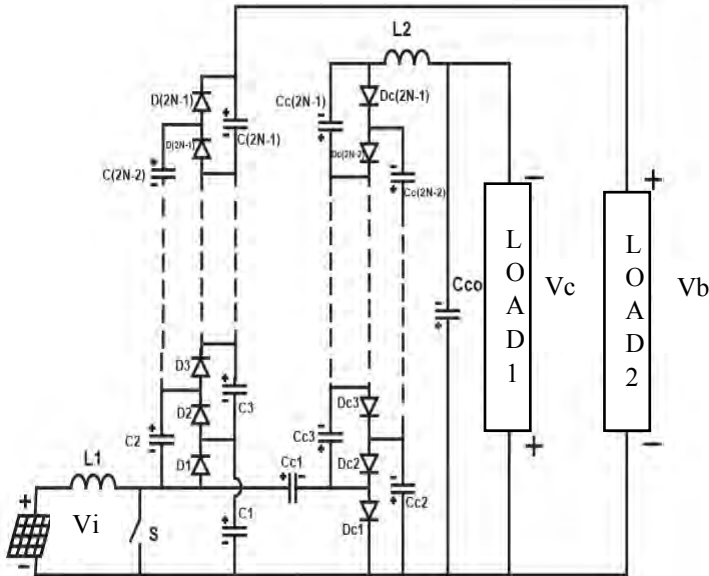 L2
D(2N-1)
C(2N-1)
D(2N-1)
C(2N-2)
Cc(2N-1)
Dc(2N-1)
Dc(2N-2)
Cc(2N-2)
LOAD1
LOAD2
Cco
Vc
Vb
D3
D2
D1
C2
C3
C1
Cc3
Dc3
Dc2
Dc1
Cc2
Cc1
L1
Vi
S